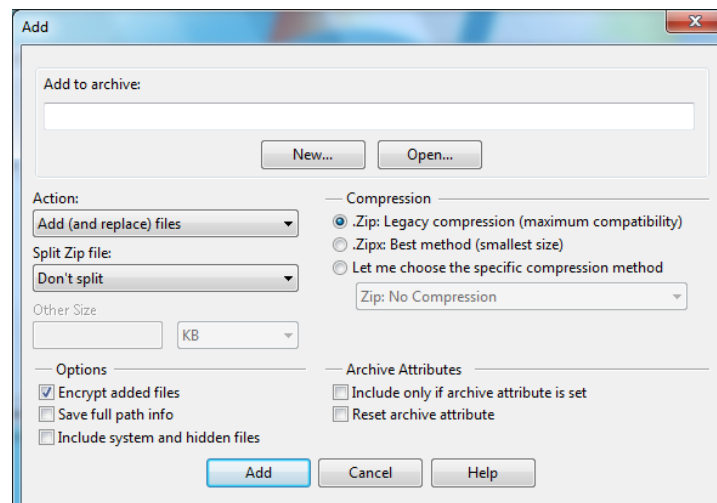 Add
Add to archive:
New...
Open...
Action:
Add (and replace) files
Split Zip file:
Don't split
Other Size
KB
Compression
.Zip: Legacy compression (maximum compatibility)
.Zipx: Best method (smallest size)
Let me choose the specific compression method
Zip: No Compression
Options
Encrypt added files
Save full path info
Include system and hidden files
Archive Attributes
Include only if archive attribute is set
Reset archive attribute
Add
Cancel
Help